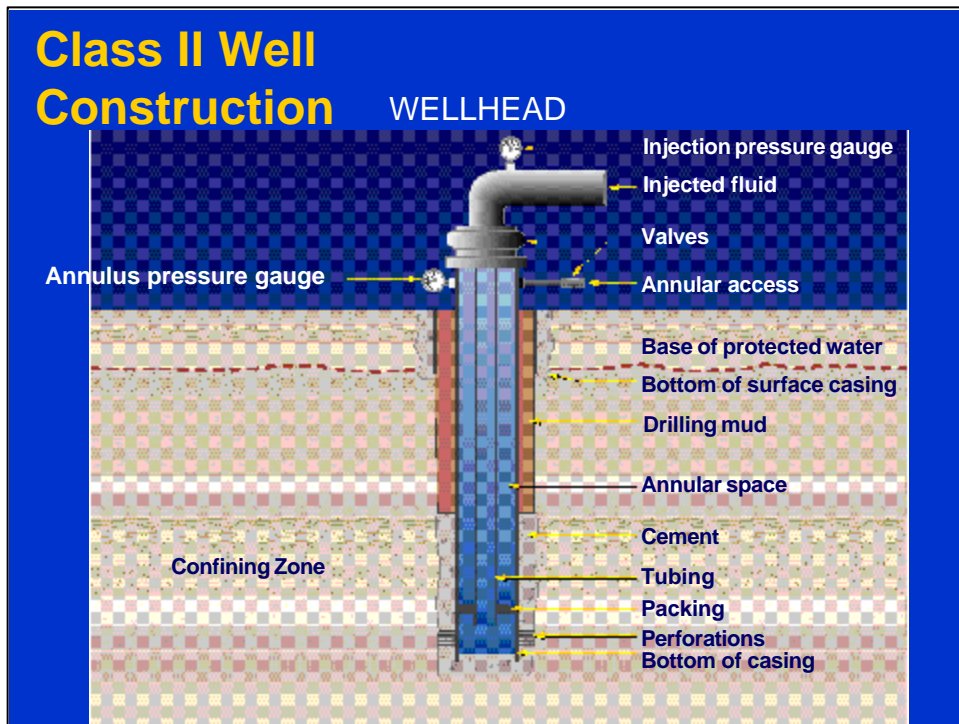 Class II Well
Construction
WELLHEAD
Injection pressure gauge
Injected fluid
Valves
Annulus pressure gauge
Annular access
Base of protected water
Bottom of surface casing
Drilling mud
Annular space
Cement
Confining Zone
Tubing
Packing
Perforations
Bottom of casing